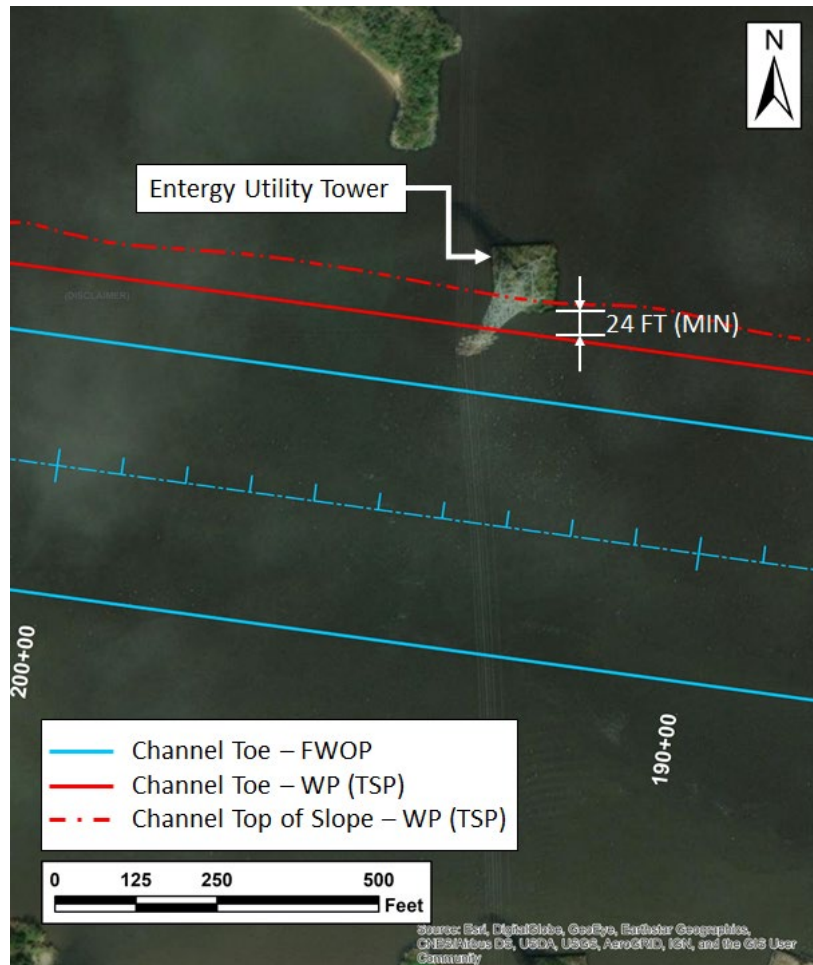 N
Entergy Utility Tower
(DISCLAIMER)
24 FT (MIN)
200+00
190+00
Channel Toe – FWOP
Channel Toe – WP (TSP)
Channel Top of Slope – WP (TSP)
0 125 250 500
Feet
Source: Esri, DigitalGlobe, GeoEye, Earthstar Geographics,
CNES/Airbus DS, USDA, USGS, AeroGRID, IGN, and the GIS User
Community